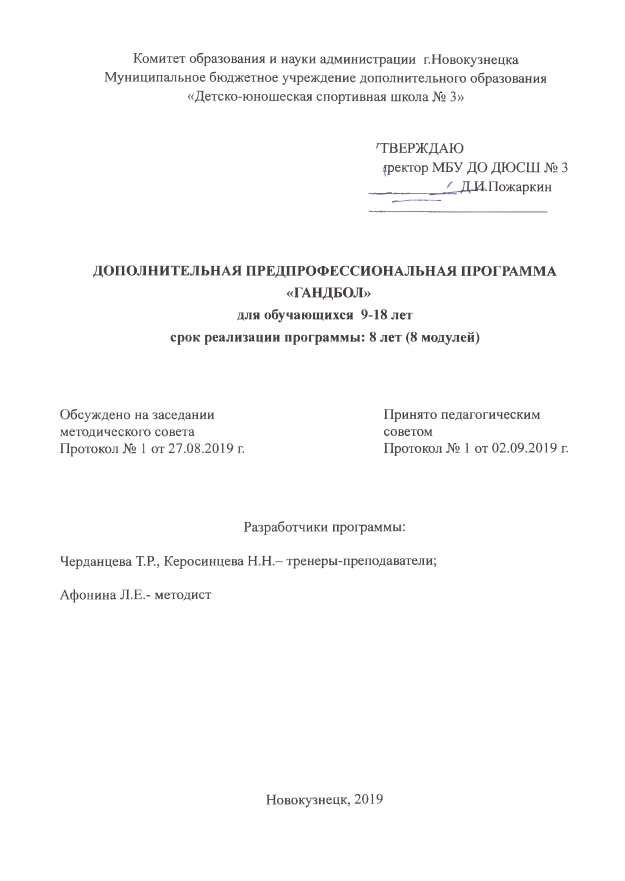 Комитет образования и науки администрации г.Новокузнецка
Муниципальное бюджетное учреждение дополнительного образования
«Детско-юношеская спортивная школа № 3»
ТВЕРЖДАЮ
ректор МБУ ДО ДЮСШ № 3
Д.И.Пожаркин
ДОПОЛНИТЕЛЬНАЯ ПРЕДПРОФЕССИОНАЛЬНАЯ ПРОГРАММА
«ГАНДБОЛ»
для обучающихся 9-18 лет
срок реализации программы: 8 лет (8 модулей)
Обсуждено на заседании
методического совета
Протокол № 1 от 27.08.2019 г.
Принято педагогическим
советом
Протокол № 1 от 02.09.2019 г.
Разработчики программы:
Черданцева Т.Р., Керосинцева Н.Н.– тренеры-преподаватели;
Афонина Л.Е.- методист
Новокузнецк, 2019